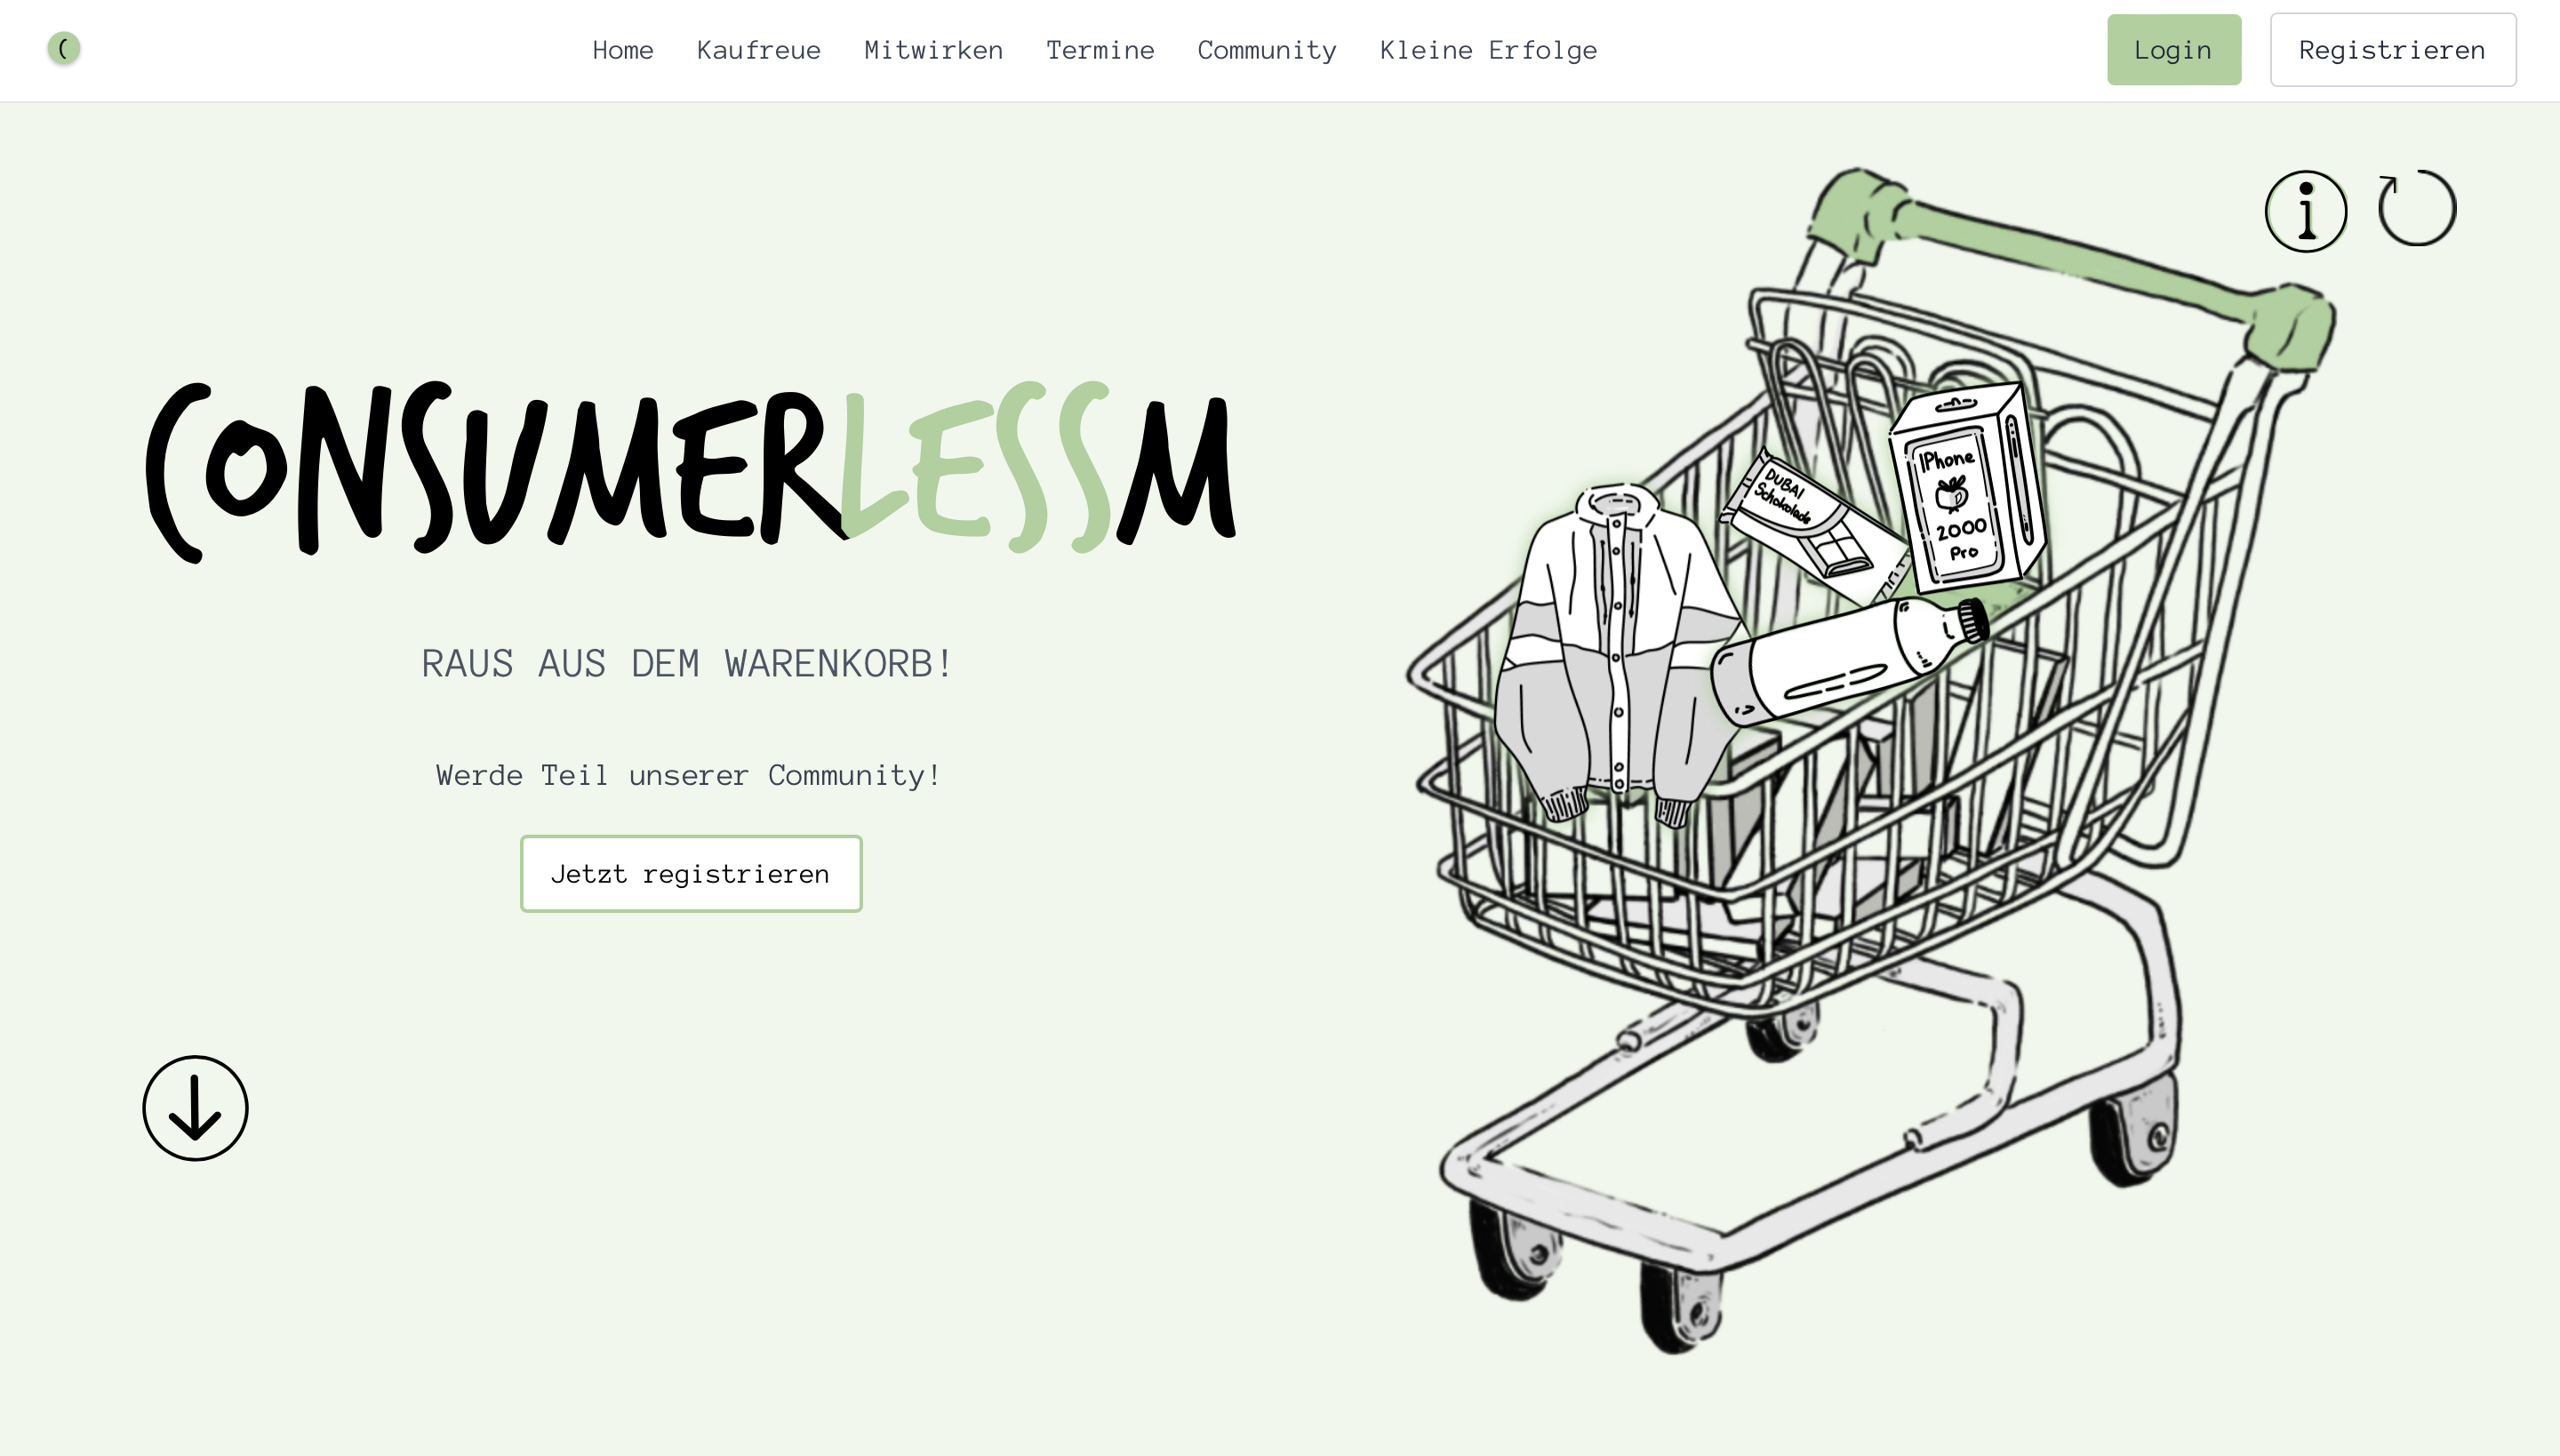 (
Home
Kaufreue
Mitwirken
Termine
Community
Kleine Erfolge
Login
Registrieren
i
CONSUMERLESSM
RAUS AUS DEM WARENKORB!
Werde Teil unserer Community!
Jetzt registrieren
DUBAI
Schokolade
IPhone
2000
Pro